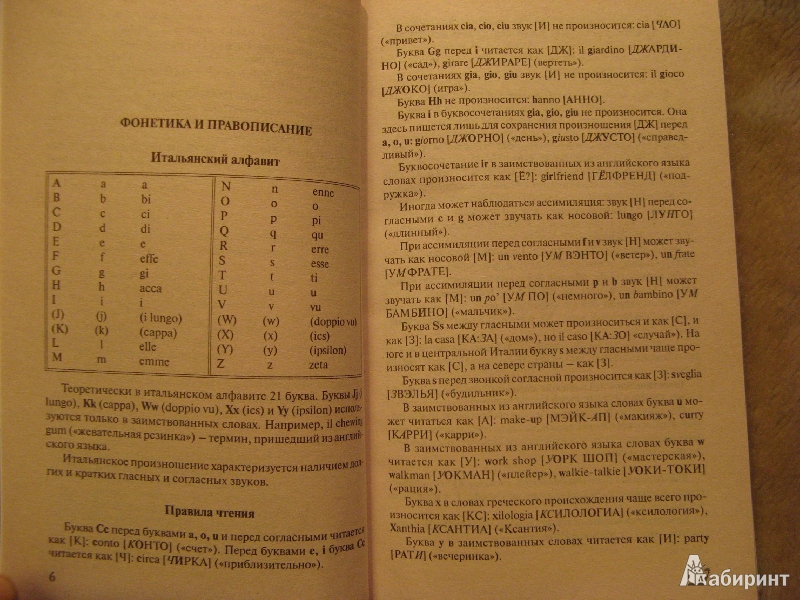 ФОНЕТИКА И ПРАВОПИСАНИЕ
Итальянский алфавит
A a a N n enne
B b bi O o o
C c ci P p pi
D d di Q q qu
E e e R r erre
F f effe S s esse
G g gi T t ti
H h acca U u u
I i i V v vu
(J) (j) (i lungo) (W) (w) (doppio vu)
(K) (k) (cappa) (X) (x) (ics)
L l elle (Y) (y) (ipsilon)
M m emme Z z zeta
Теоретически в итальянском алфавите 21 буква. Буквы Jj (i
lungo), Kk (cappa), Ww (doppio vu), Xx (ics) и Yy (ipsilon) исполь-
зуются только в заимствованных словах. Например, il chewing
gum («жевательная резинка») – термин, пришедший из англий-
ского языка.
Итальянское произношение характеризуется наличием дол-
гих и кратких гласных и согласных звуков.
Правила чтения
Буква Cc перед буквами a, o, u и перед согласными читается
как [К]: conto [КОНТО] («счет»). Перед буквами e, i буква Cc
читается как [Ч]: circa [ЧИРКА] («приблизительно»).
6
В сочетаниях cia, cio, ciu звук [И] не произносится: cia [ЧАО]
(«привет»).
Буква Gg перед i читается как [ДЖ]: il giardino [ДЖАРДИ-
НО] («сад»), girare [ДЖИРАРЕ] (вертеть»).
В сочетаниях gia, gio, giu звук [И] не произносится: il gioco
[ДЖОКО] (игра»).
Буква Hh не произносится: hanno [АННО].
Буква i в буквосочетаниях gia, gio, giu не произносится. Она
здесь пишется лишь для сохранения произношения [ДЖ] перед
a, o, u: giorno [ДЖОРНО] («день»), giusto [ДЖУСТО] («справед-
ливый»).
Буквосочетание ir в заимствованных из английского языка
словах произносится как [Ё?]: girlfriend [ГЁЛФРЕНД] («под-
ружка»).
Иногда может наблюдаться ассимиляция: звук [Н] перед со-
гласными c и g может звучать как носовой: lungo [ЛУНГО]
(«длинный»).
При ассимиляции перед согласными f и v звук [Н] может зву-
чать как носовой [М]: un vento [УМ ВЭНТО] («ветер»), un frate
[УМ ФРАТЕ].
При ассимиляции перед согласными p и b звук [Н] может
звучать как [М]: un po' [УМ ПО] («немного»), un bambino [УМ
БАМБИНО] («мальчик»).
Буква Ss между гласными может произноситься и как [С], и
как [З]: la casa [КА:ЗА] («дом»), но il caso [КА:ЗО] «случай»). На
юге и в центральной Италии букву s между гласными чаще произ-
носят как [С], а на севере страны – как [З].
Буква s перед звонкой согласной произносится как [З]: sveglia
[ЗВЭЛЬЯ] («будильник»).
В заимствованных из английского языка словах буква u мо-
жет читаться как [А]: make-up [МЭЙК-АП] («макияж»), curry
[КАРРИ] («карри»).
В заимствованных из английского языка словах буква w
читается как [У]: work shop [УОРК ШОП] («мастерская»),
walkman [УОКМАН] («плейер»), walkie-talkie [УОКИ-ТОКИ]
(«рация»).
Буква x в словах греческого происхождения чаще всего про-
износится как [КС]: xilologia [КСИЛОЛОГИА] («ксилология»),
Xanthia [КСАНТИА] («Ксантия»).
Буква y в заимствованных словах читается как [И]: party
[РАТИ] («вечеринка»).
Лабиринт